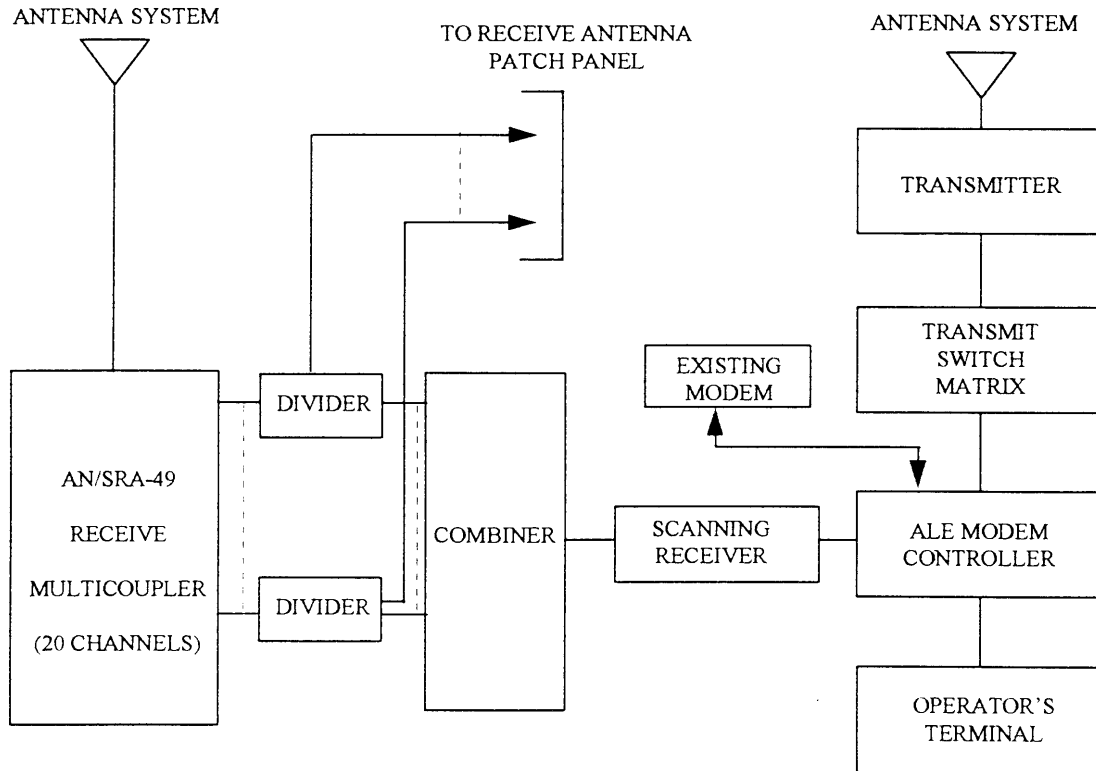 ANTENNA SYSTEM
TO RECEIVE ANTENNA
PATCH PANEL
ANTENNA SYSTEM
TRANSMITTER
TRANSMIT
SWITCH
MATRIX
EXISTING
MODEM
DIVIDER
AN/SRA-49
RECEIVE
MULTICOUPLER
(20 CHANNELS)
DIVIDER
COMBINER
SCANNING
RECEIVER
ALE MODEM
CONTROLLER
OPERATOR'S
TERMINAL